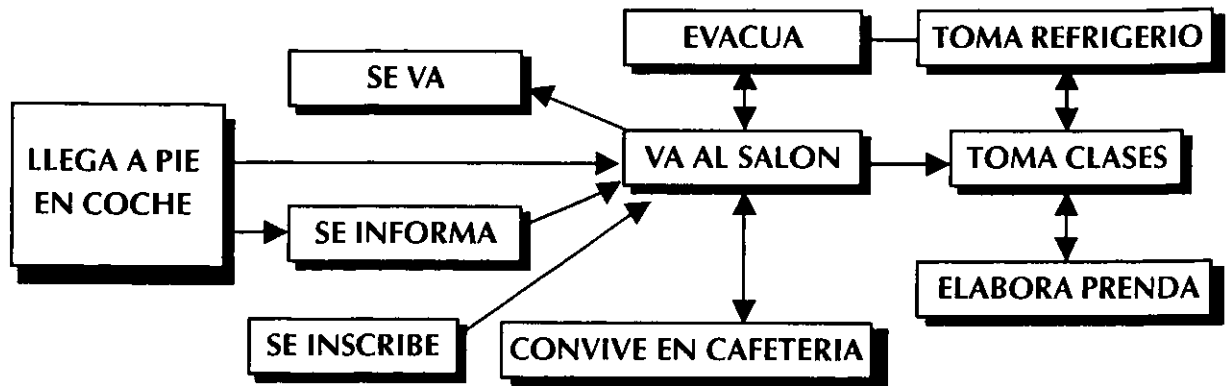 EVACUA
TOMA REFRIGERIO
SE VA
LLEGA A PIE
EN COCHE
VA AL SALON
TOMA CLASES
SE INFORMA
ELABORA PRENDA
SE INSCRIBE
CONVIVE EN CAFETERIA